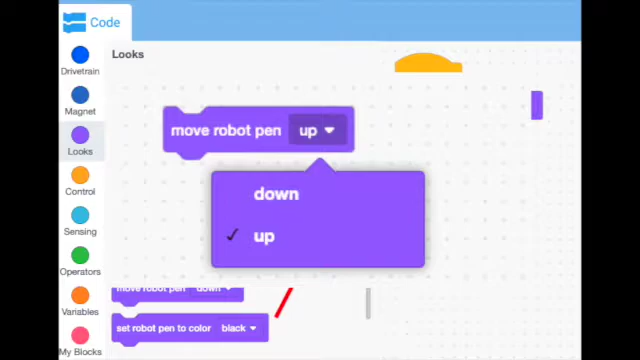 Code
Looks
Drivetrain
Magnet
Looks
Control
Sensing
Operators
Variables
My Blocks
move robot pen up
down
✓ up
move robot pen down
set robot pen to color black